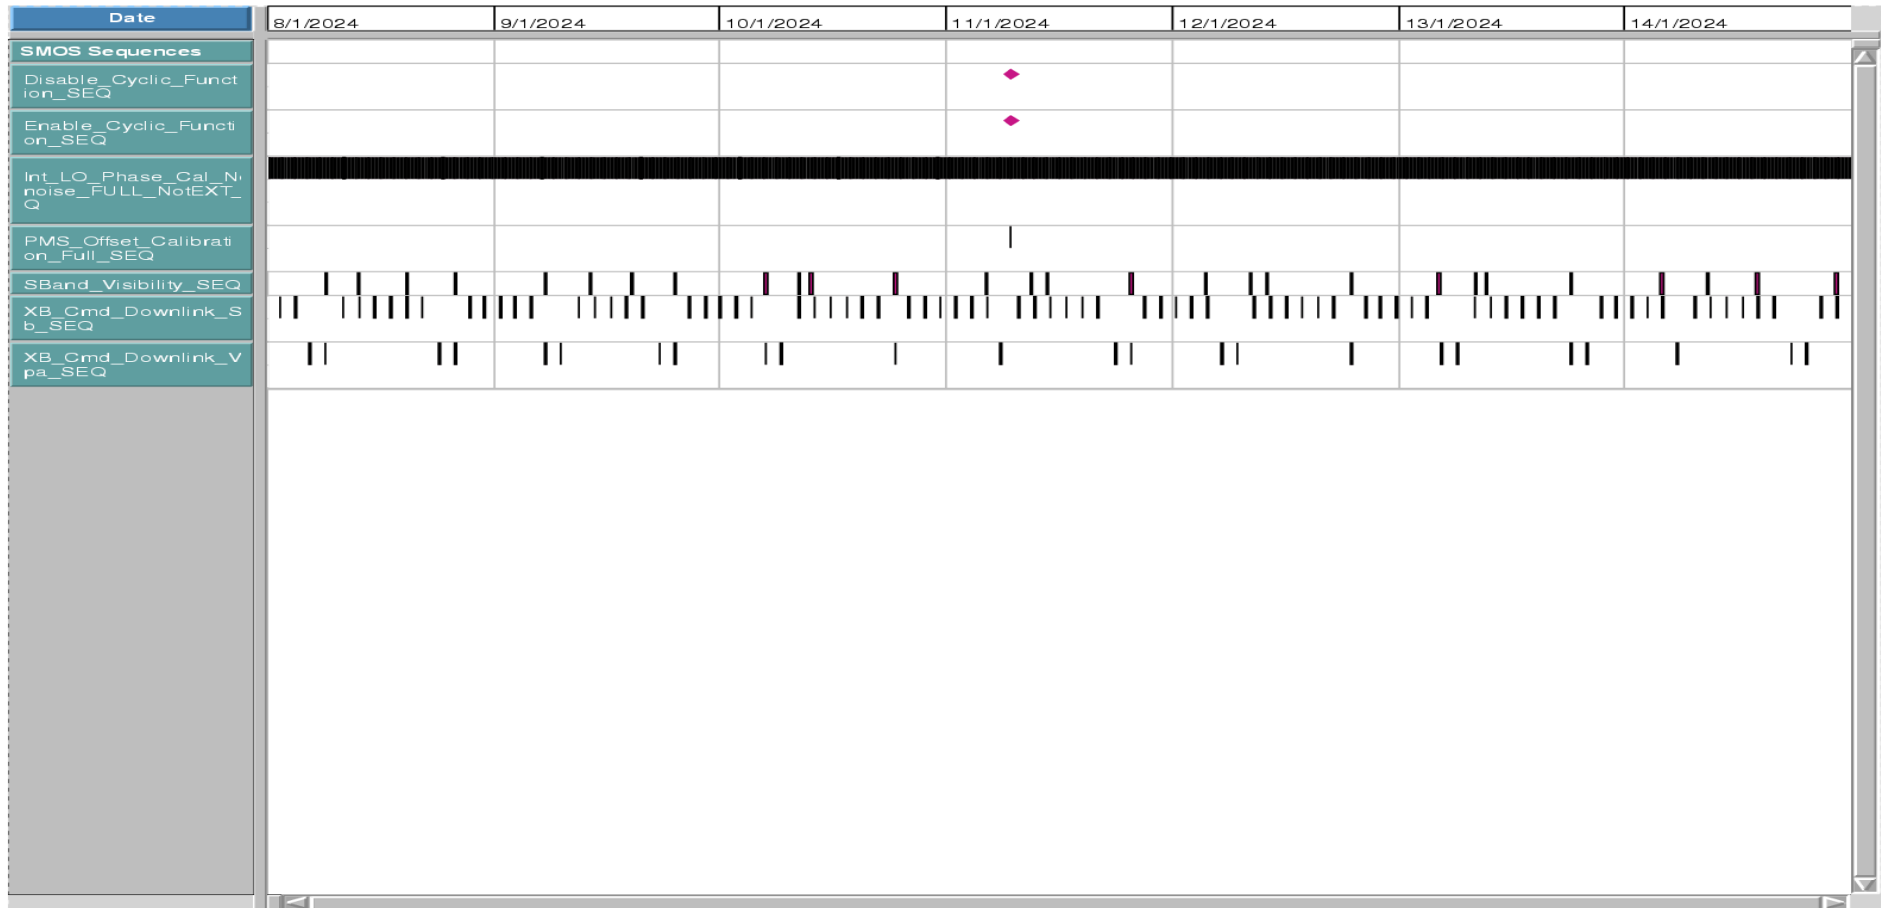 Date
8/1/2024
9/1/2024
10/1/2024
11/1/2024
12/1/2024
13/1/2024
14/1/2024
SMOS Sequences
Disable_Cyclic_Funct
ion_SEQ
Enable_Cyclic_Functi
on_SEQ
Int_LO_Phase_Cal_N
noise_FULL_NotEXT_
Q
PMS_Offset_Calibrati
on_Full_SEQ
SBand_Visibility_SEQ
XB_Cmd_Downlink_S
b_SEQ
XB_Cmd_Downlink_V
pa_SEQ